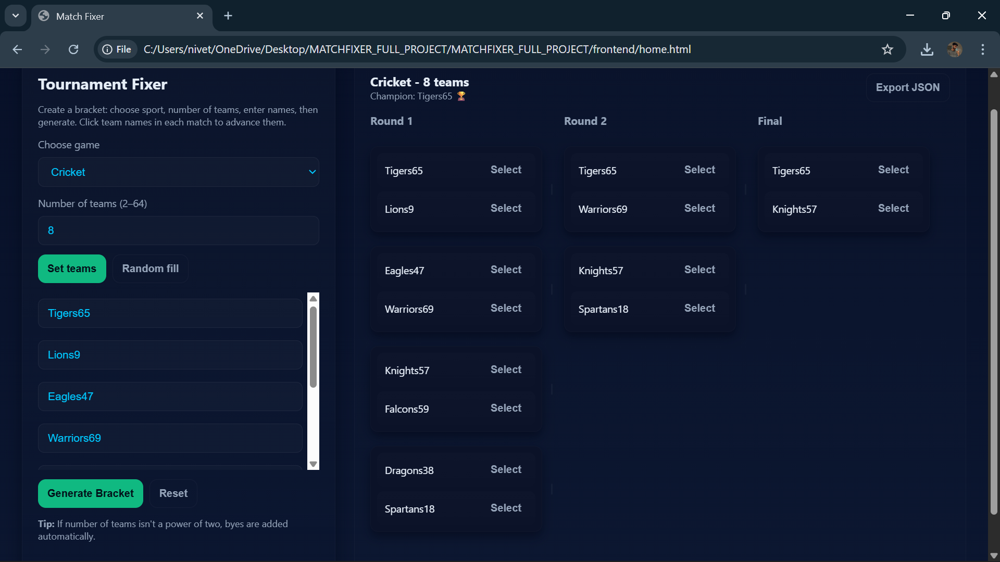 Match Fixer
File
C:/Users/nivet/OneDrive/Desktop/MATCHFIXER_FULL_PROJECT/MATCHFIXER_FULL_PROJECT/frontend/home.html
Tournament Fixer
Create a bracket: choose sport, number of teams, enter names, then
generate. Click team names in each match to advance them.
Choose game
Cricket
Number of teams (2–64)
8
Set teams
Random fill
Tigers65
Lions9
Eagles47
Warriors69
Generate Bracket
Reset
Tip: If number of teams isn't a power of two, byes are added
automatically.
Cricket - 8 teams
Champion: Tigers65 🏆
Export JSON
Round 1
Tigers65 Select
Lions9 Select
Eagles47 Select
Warriors69 Select
Knights57 Select
Falcons59 Select
Dragons38 Select
Spartans18 Select
Round 2
Tigers65 Select
Warriors69 Select
Knights57 Select
Spartans18 Select
Final
Tigers65 Select
Knights57 Select